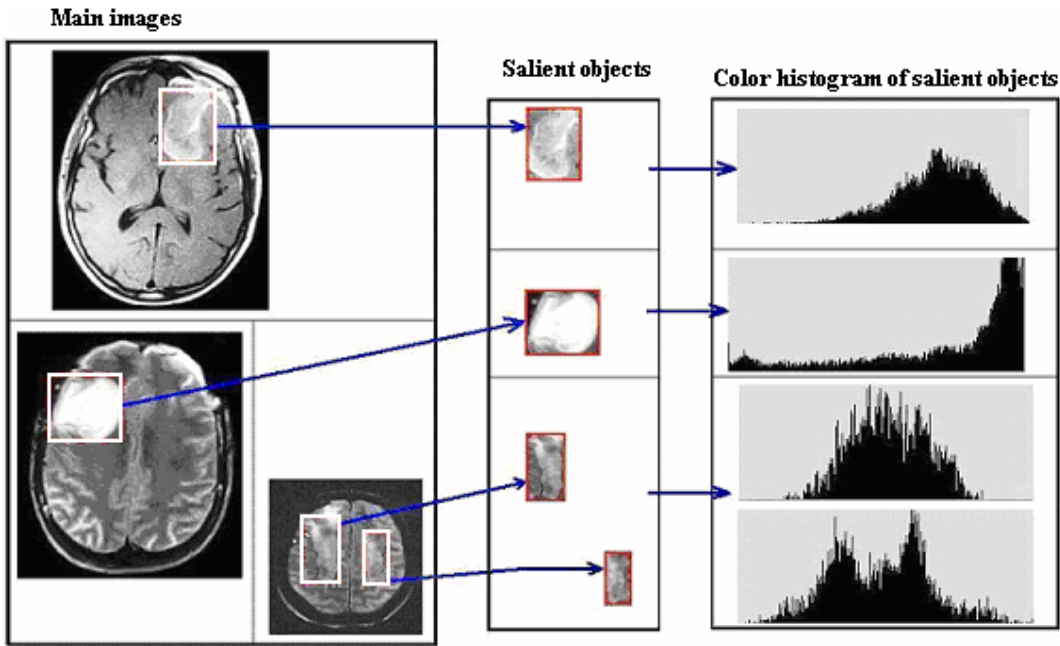 Main images
Salient objects
Color histogram of salient objects